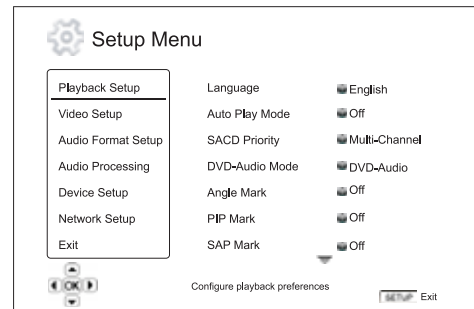 Setup Menu
Playback Setup
Video Setup
Audio Format Setup
Audio Processing
Device Setup
Network Setup
Exit
Language English
Auto Play Mode Off
SACD Priority Multi-Channel
DVD-Audio Mode DVD-Audio
Angle Mark Off
PIP Mark Off
SAP Mark Off
OK
Configure playback preferences
SETUP Exit